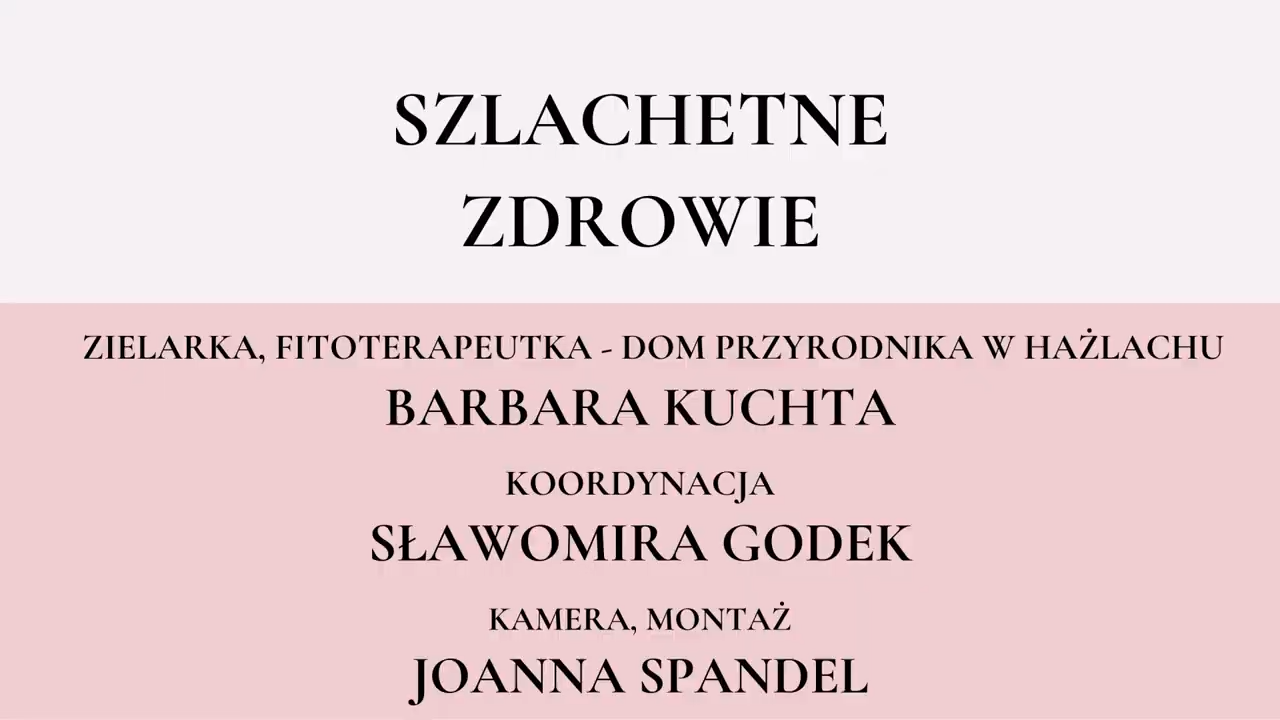 SZLACHETNE
ZDROWIE
ZIELARKA, FITOTERAPEUTKA - DOM PRZYRODNIKA W HAŻLACHU
BARBARA KUCHTA
KOORDYNACJA
SŁAWOMIRA GODEK
KAMERA, MONTAŻ
JOANNA SPANDEL